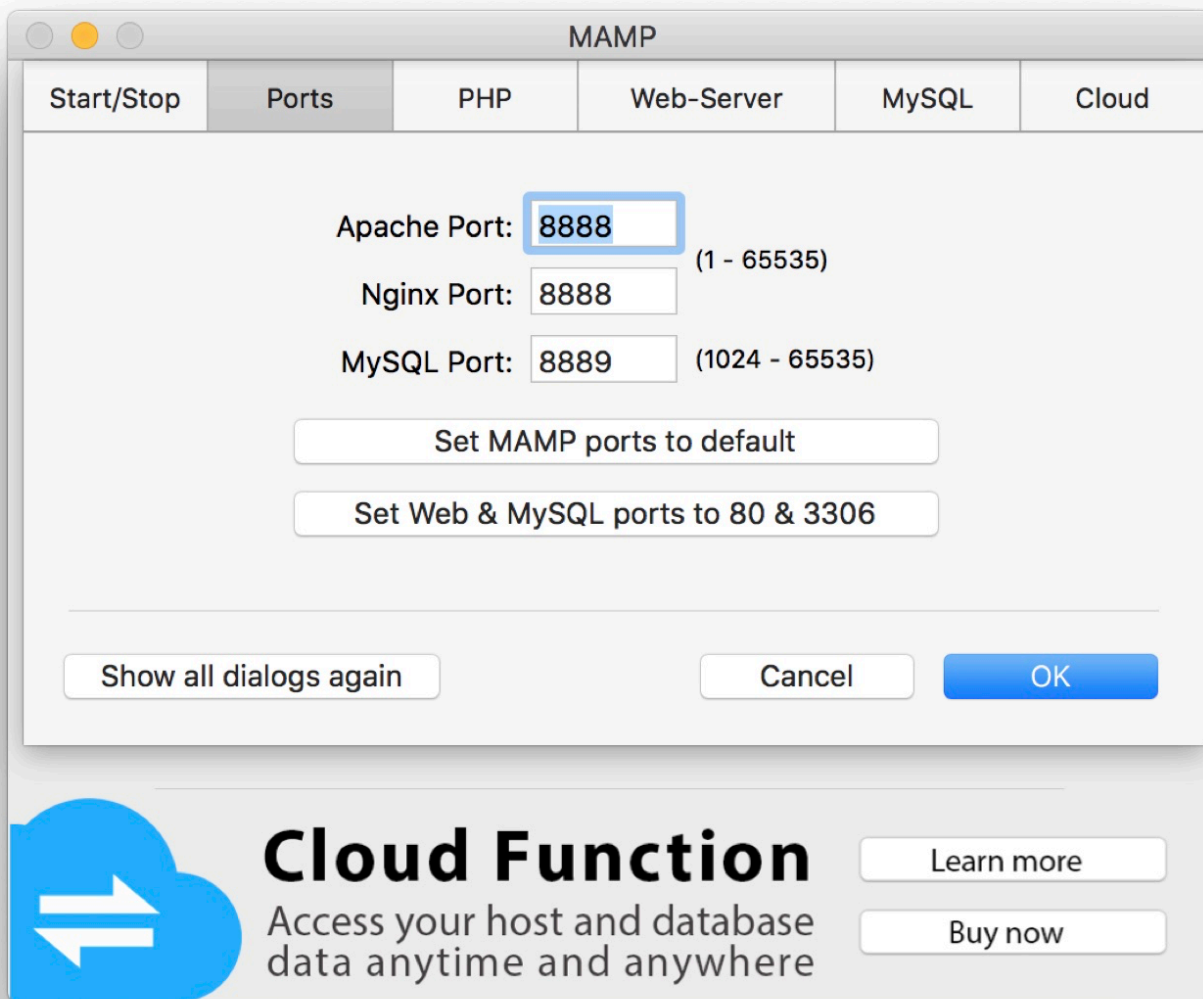 MAMP
Start/Stop Ports PHP Web-Server MySQL Cloud
Apache Port: 8888
(1 - 65535)
Nginx Port: 8888
MySQL Port: 8889 (1024 - 65535)
Set MAMP ports to default
Set Web & MySQL ports to 80 & 3306
Show all dialogs again Cancel OK
Cloud Function
Learn more
Access your host and database
data anytime and anywhere
Buy now